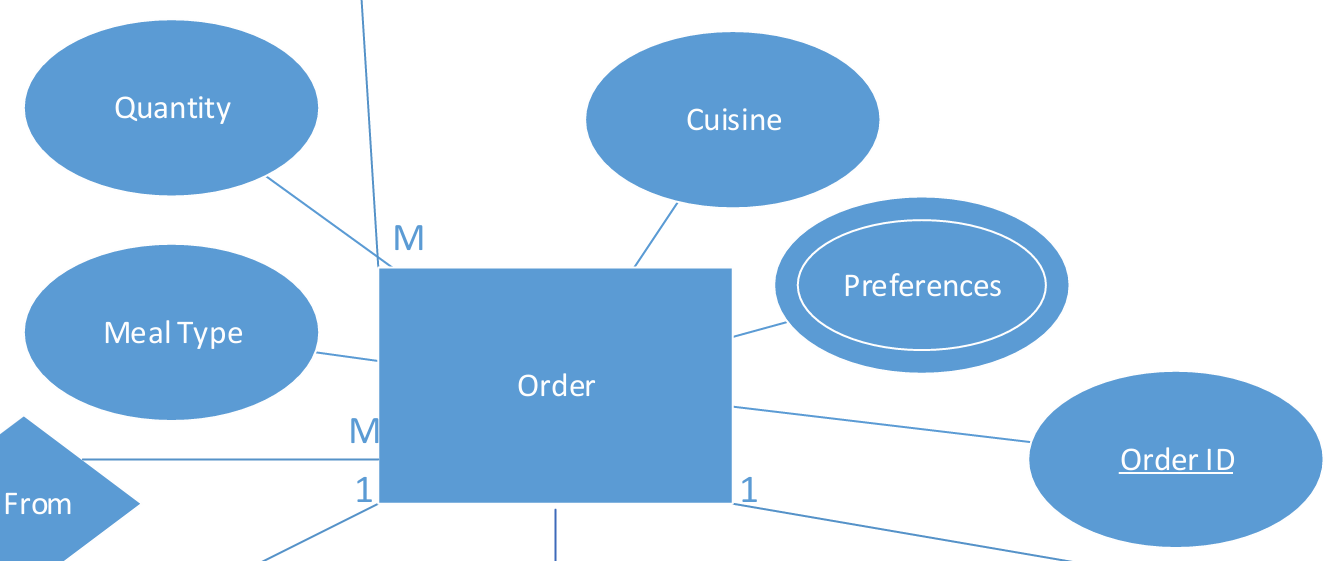 Quantity
Cuisine
M
Preferences
Meal Type
Order
M
Order ID
1
1
From